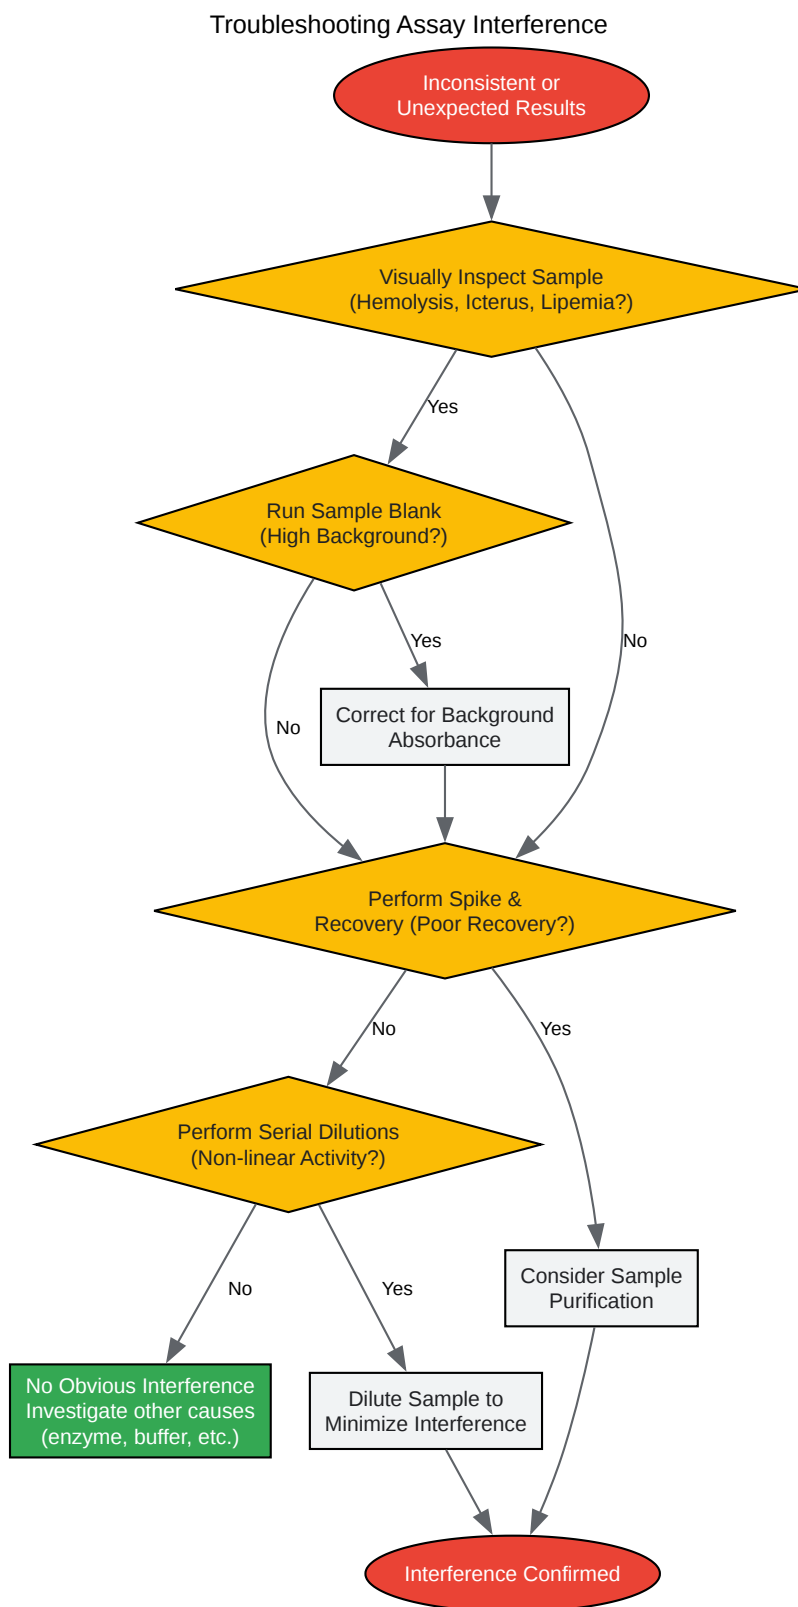 Troubleshooting Assay Interference
Inconsistent or
Unexpected Results
Visually Inspect Sample
(Hemolysis, Icterus, Lipemia?)
Yes
Run Sample Blank
(High Background?)
Yes
No
Correct for Background
Absorbance
No
Perform Spike &
Recovery (Poor Recovery?)
No
Yes
Perform Serial Dilutions
(Non-linear Activity?)
Consider Sample
Purification
No
Yes
No Obvious Interference
Investigate other causes
(enzyme, buffer, etc.)
Dilute Sample to
Minimize Interference
Interference Confirmed